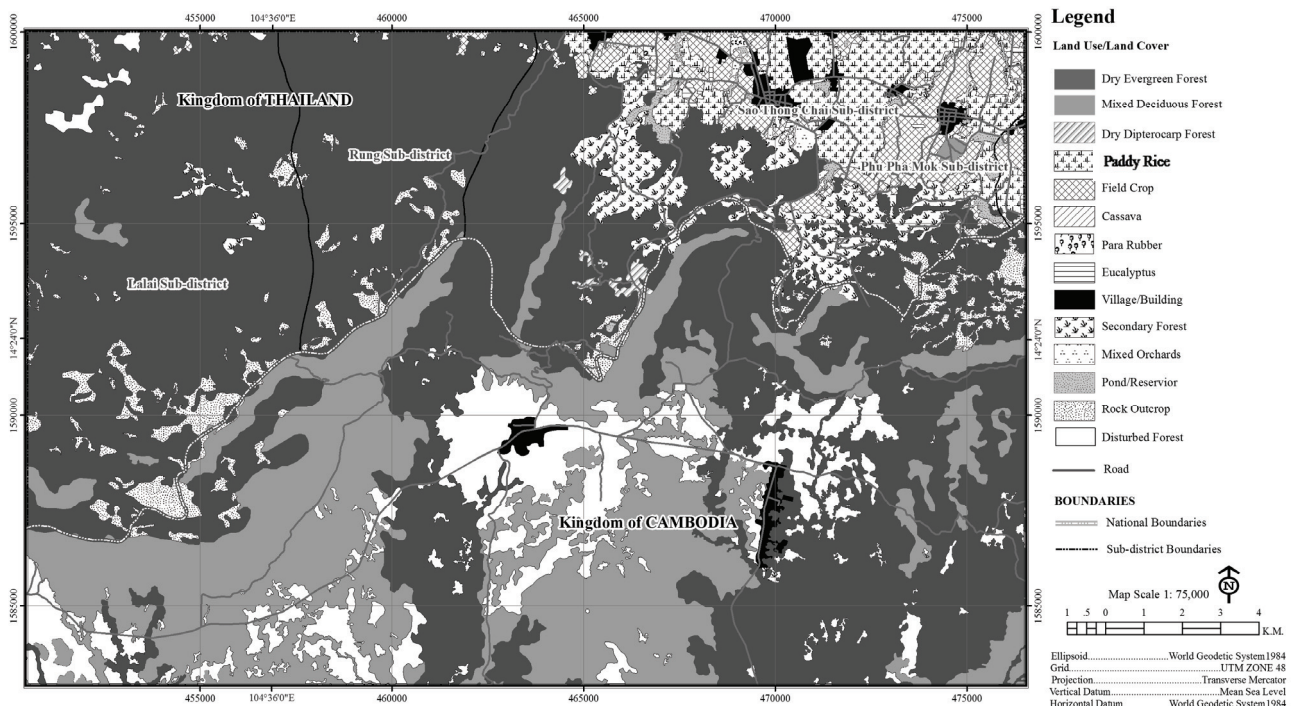 455000 104°36'0"E 460000 465000 470000 475000
1600000 1600000
Kingdom of THAILAND
Sao Thong Chai Sub-district
Rung Sub-district
Phu Pha Mok Sub-district
1595000 1595000
Lalai Sub-district
14°24'0"N 14°24'0"N
1590000 1590000
Kingdom of CAMBODIA
1585000 1585000
455000 104°36'0"E 460000 465000 470000 475000
Legend
Land Use/Land Cover
Dry Evergreen Forest
Mixed Deciduous Forest
Dry Dipterocarp Forest
Paddy Rice
Field Crop
Cassava
Para Rubber
Eucalyptus
Village/Building
Secondary Forest
Mixed Orchards
Pond/Reservior
Rock Outcrop
Disturbed Forest
Road
BOUNDARIES
National Boundaries
Sub-district Boundaries
N
Map Scale 1: 75,000
1 .5 0 1 2 3 4
K.M.
Ellipsoid..........................World Geodetic System1984
Grid.....................................................UTM ZONE 48
Projection..................................Transverse Mercator
Vertical Datum..............................Mean Sea Level
Horizontal Datum............World Geodetic System1984